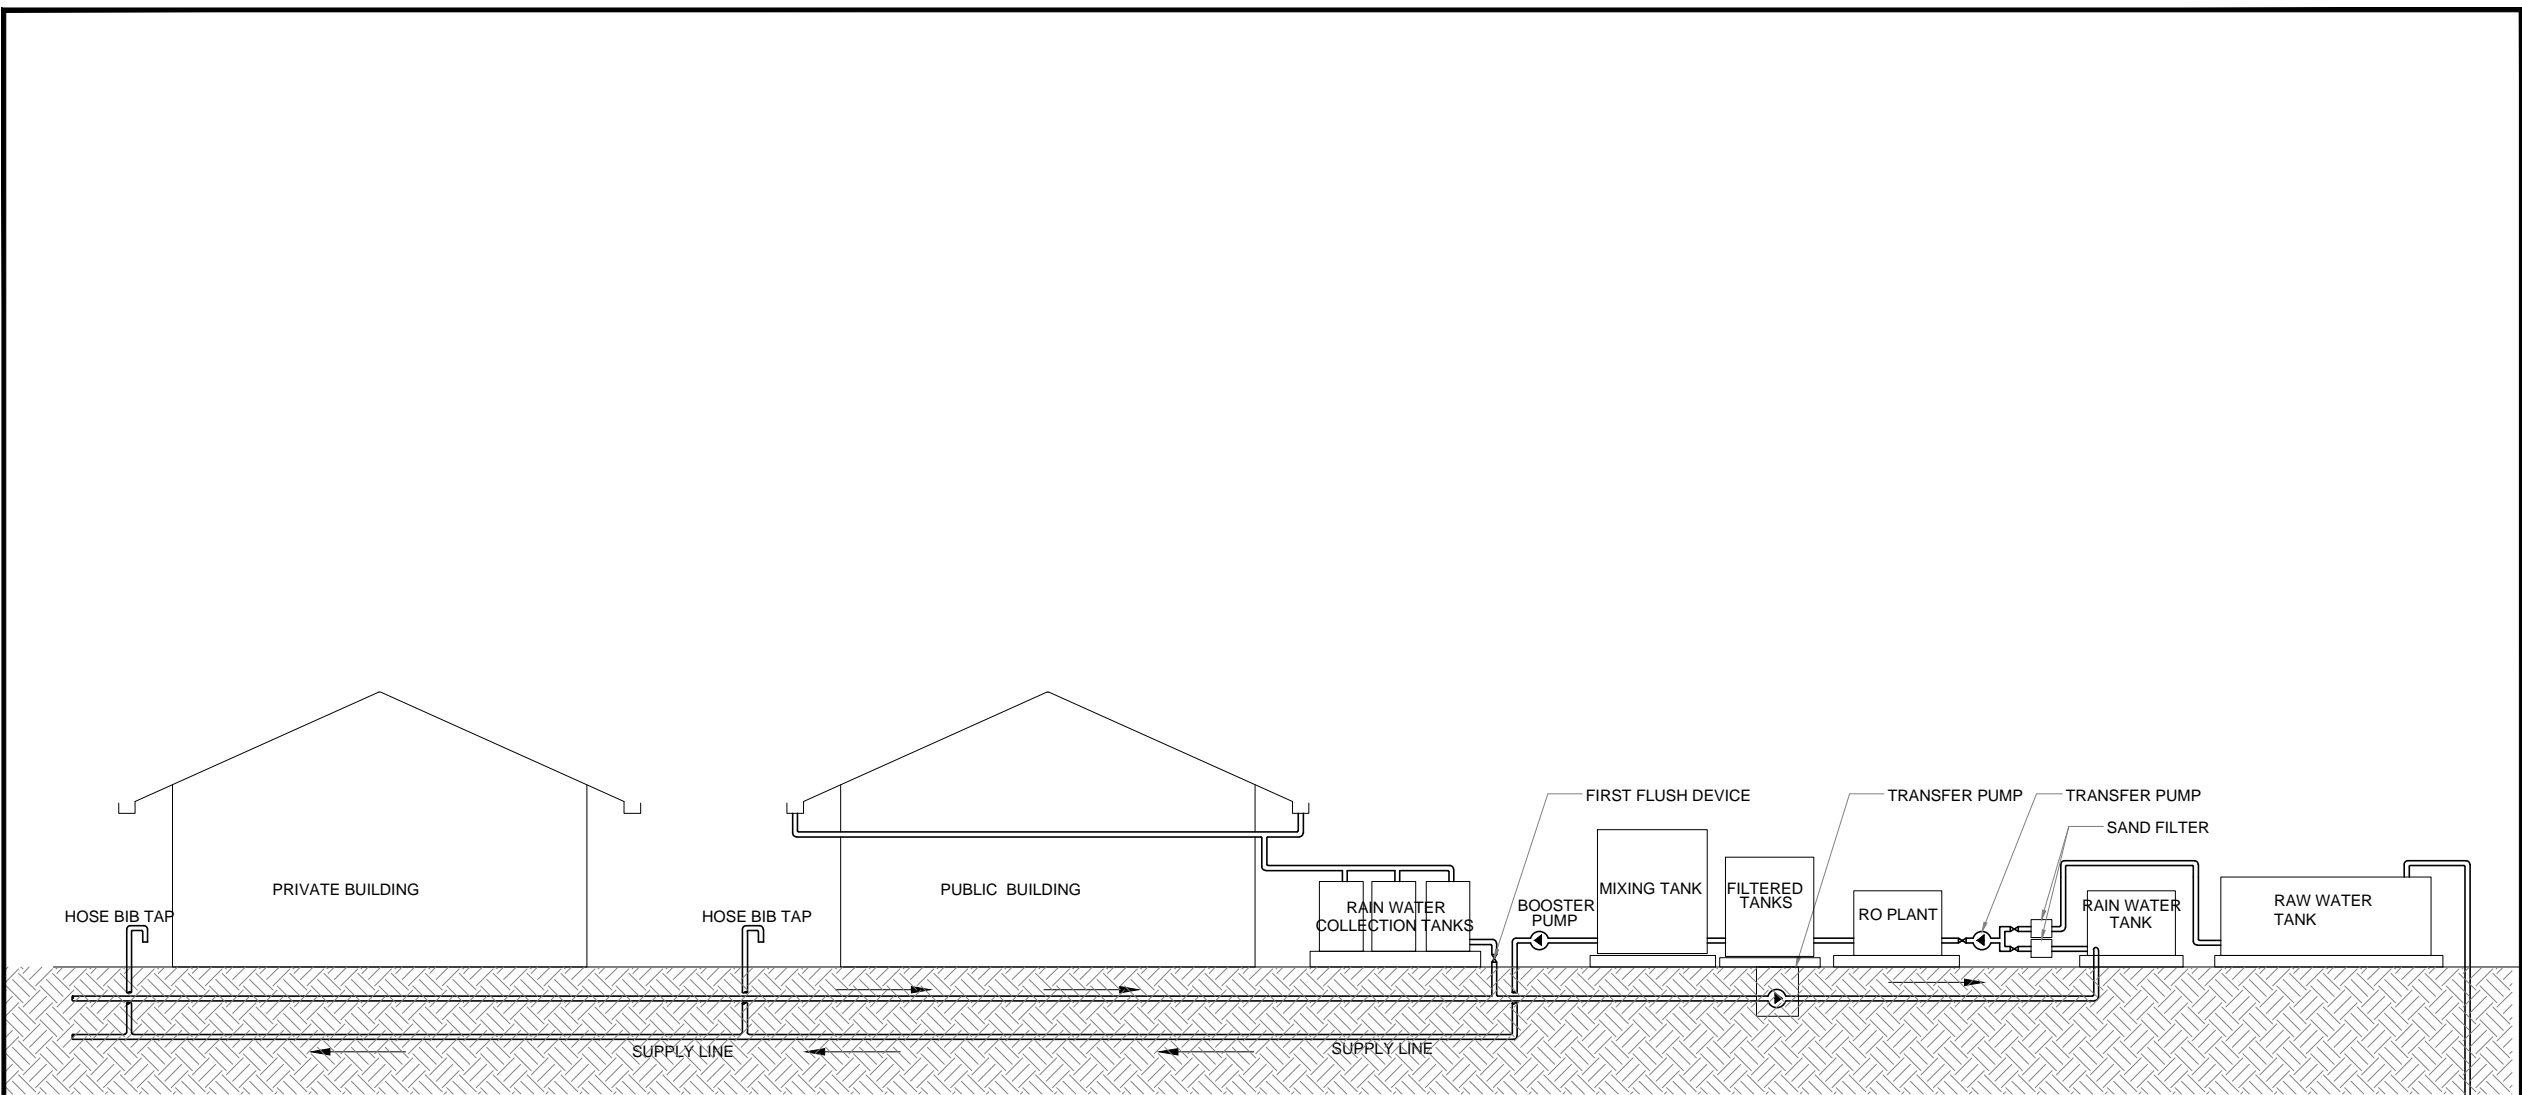 FIRST FLUSH DEVICE
TRANSFER PUMP
TRANSFER PUMP
SAND FILTER
PRIVATE BUILDING
PUBLIC BUILDING
MIXING TANK
FILTERED
TANKS
RAW WATER
TANK
HOSE BIB TAP
HOSE BIB TAP
RAIN WATER
COLLECTION TANKS
BOOSTER
PUMP
RO PLANT
RAIN WATER
TANK
SUPPLY LINE
SUPPLY LINE